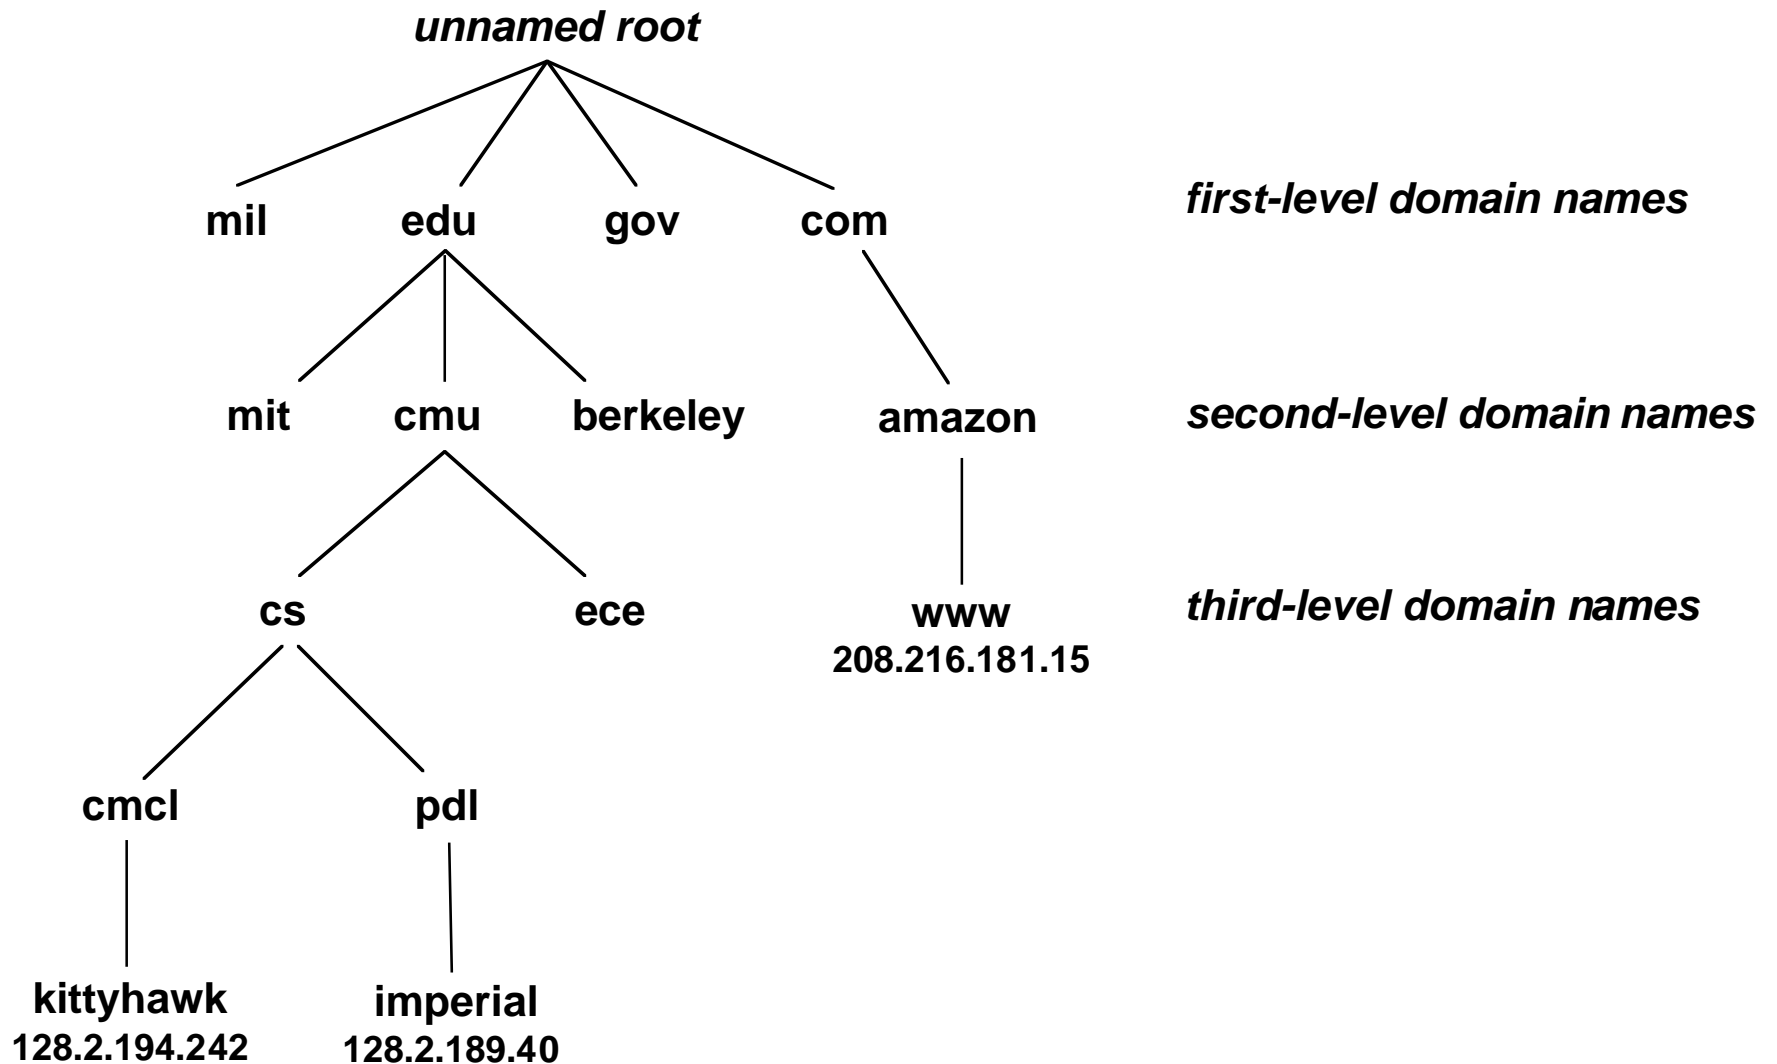 unnamed root
mil edu gov com first-level domain names
mit cmu berkeley amazon second-level domain names
cs ece www third-level domain names
208.216.181.15
cmcl pdl
kittyhawk imperial
128.2.194.242 128.2.189.40